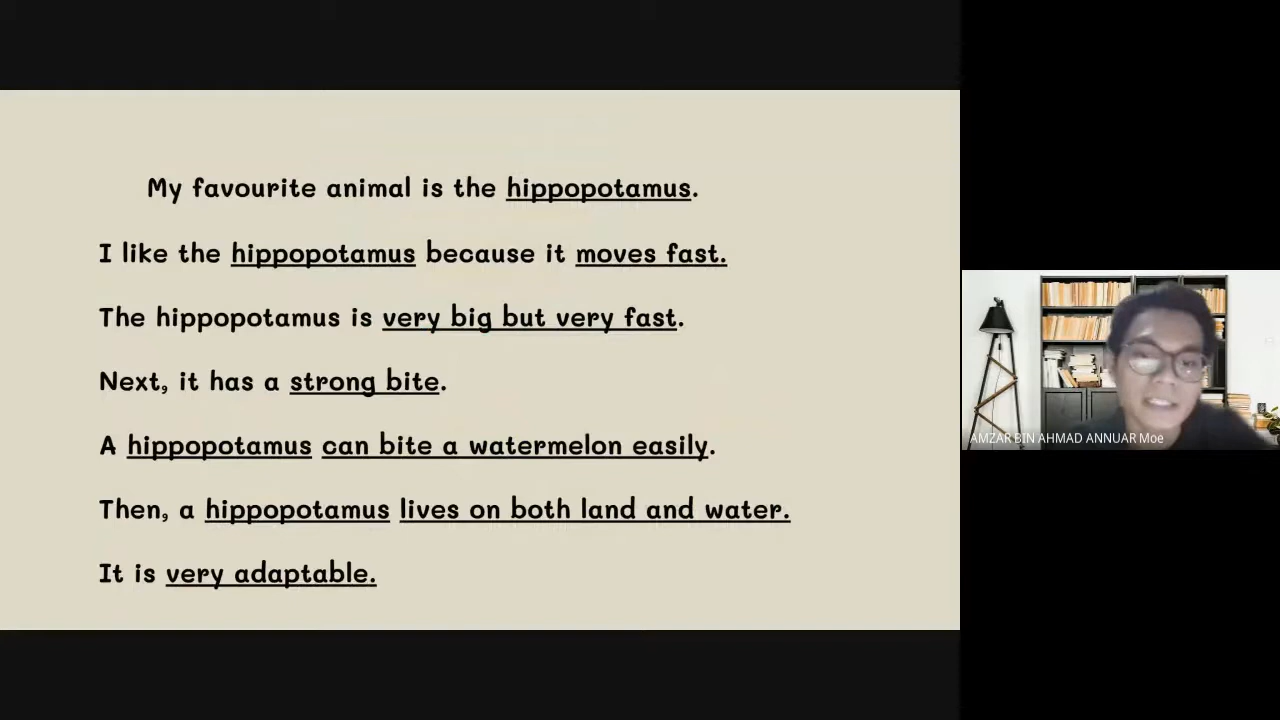 My favourite animal is the hippopotamus.
I like the hippopotamus because it moves fast.
The hippopotamus is very big but very fast.
Next, it has a strong bite.
A hippopotamus can bite a watermelon easily.
Then, a hippopotamus lives on both land and water.
It is very adaptable.
AMZAR BIN AHMAD ANNUAR Moe